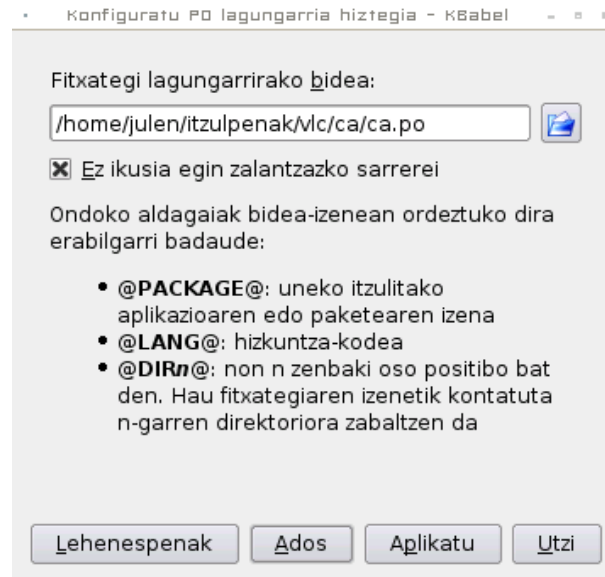 Konfiguratu PO lagungarria hiztegia - KBabel
Fitxategi lagungarrirako bidea:
/home/julen/itzulpenak/vlc/ca/ca.po
Ez ikusia egin zalantzazko sarrerei
Ondoko aldagaiak bidea-izenean ordeztuko dira
erabilgarri badaude:
@PACKAGE@: uneko itzulitako
aplikazioaren edo paketearen izena
@LANG@: hizkuntza-kodea
@DIRn@: non n zenbaki oso positibo bat
den. Hau fitxategiaren izenetik kontatuta
n-garren direktoriora zabaltzen da
Lehenespenak Ados Aplikatu Utzi